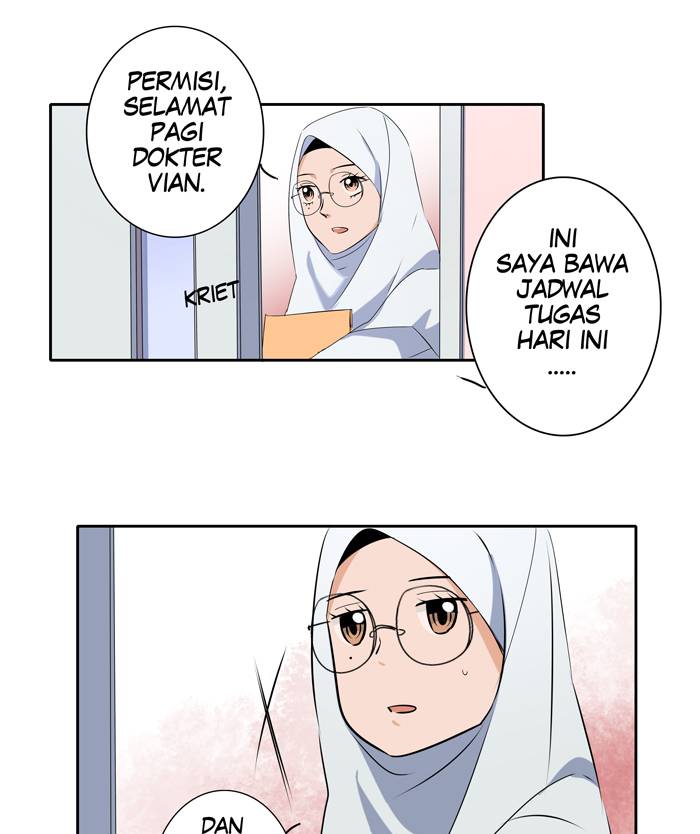 PERMISI,
SELAMAT
PAGI
DOKTER
VIAN.
KRIET
INI
SAYA BAWA
JADWAL
TUGAS
HARI INI
.....
DAN